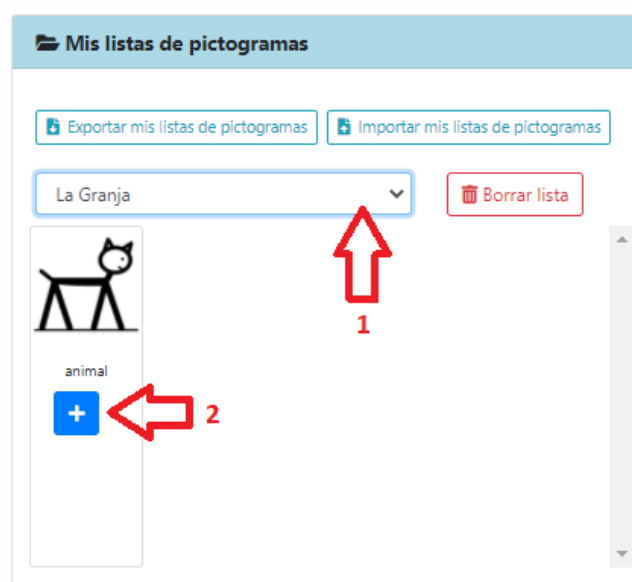 Mis listas de pictogramas
Exportar mis listas de pictogramas
Importar mis listas de pictogramas
La Granja
Borrar lista
1
animal
+
2